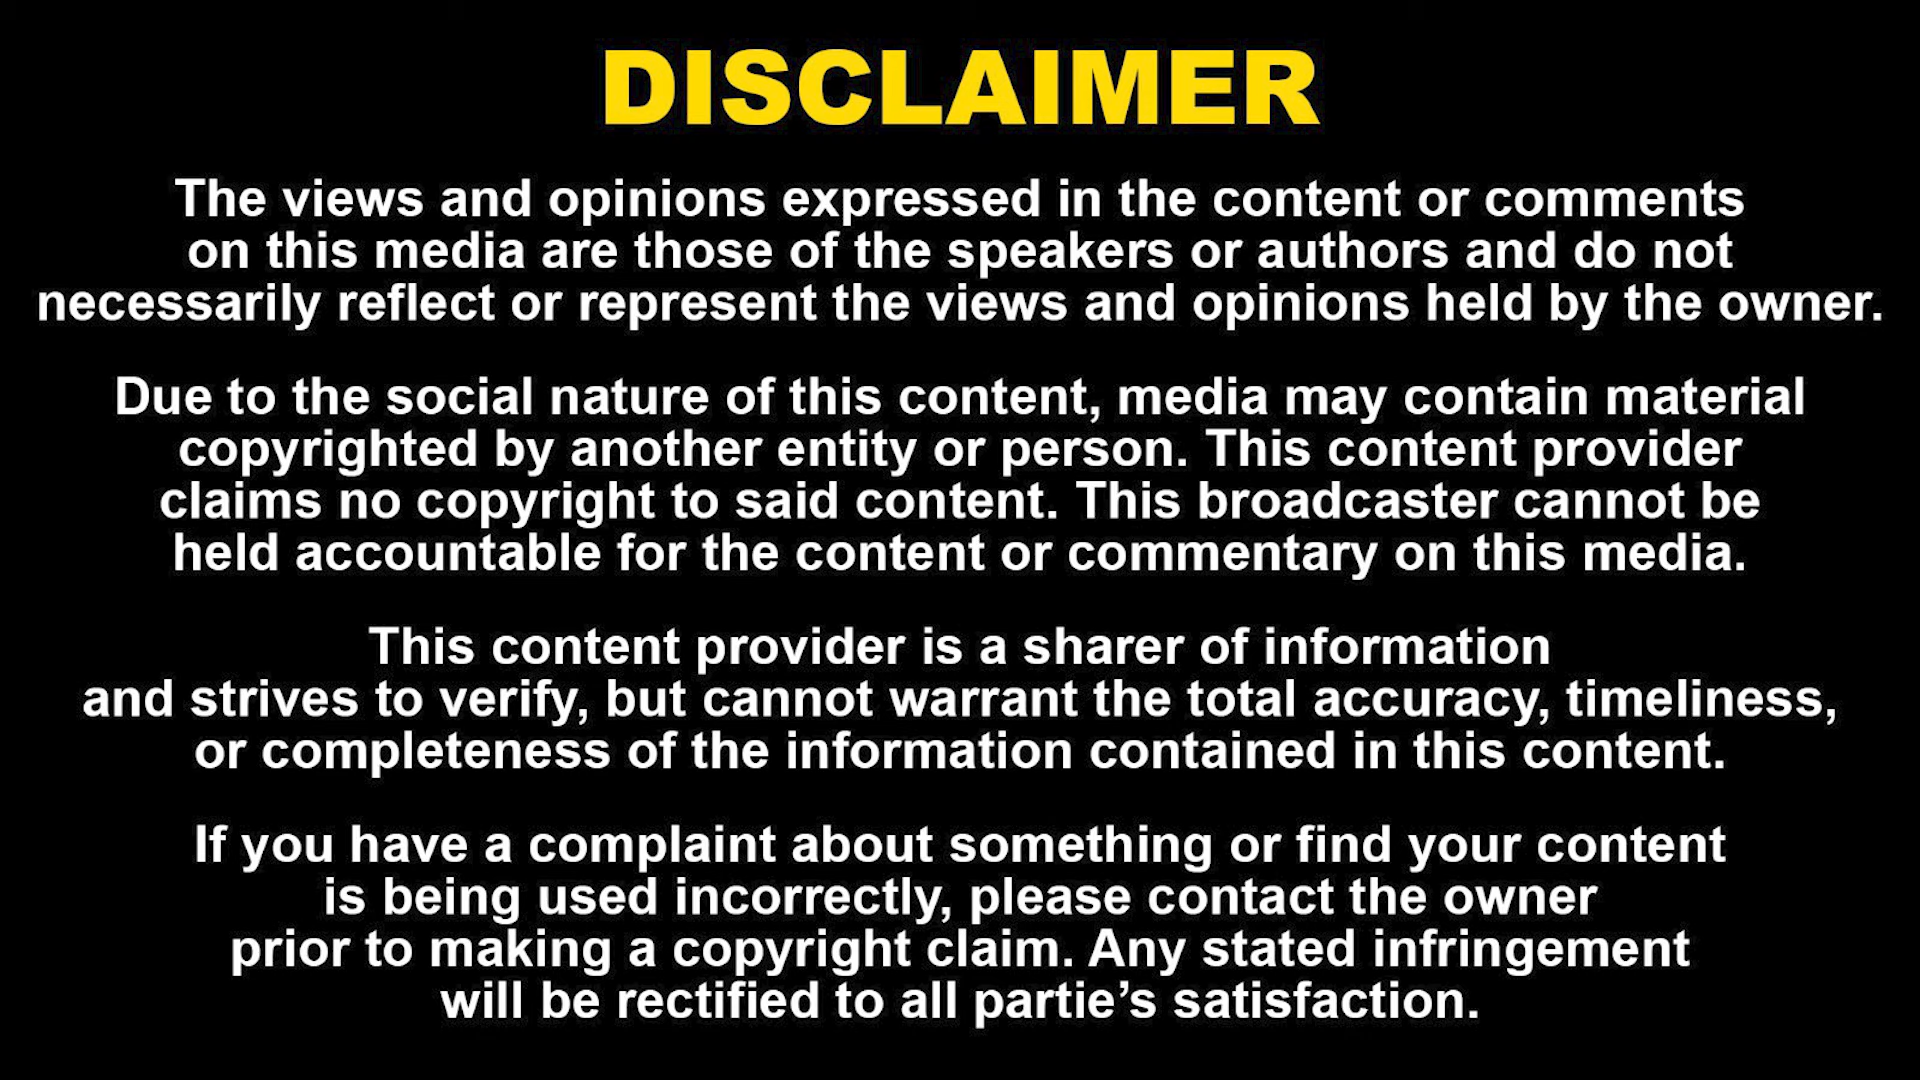 DISCLAIMER
The views and opinions expressed in the content or comments
on this media are those of the speakers or authors and do not
necessarily reflect or represent the views and opinions held by the owner.
Due to the social nature of this content, media may contain material
copyrighted by another entity or person. This content provider
claims no copyright to said content. This broadcaster cannot be
held accountable for the content or commentary on this media.
This content provider is a sharer of information
and strives to verify, but cannot warrant the total accuracy, timeliness,
or completeness of the information contained in this content.
If you have a complaint about something or find your content
is being used incorrectly, please contact the owner
prior to making a copyright claim. Any stated infringement
will be rectified to all partie’s satisfaction.